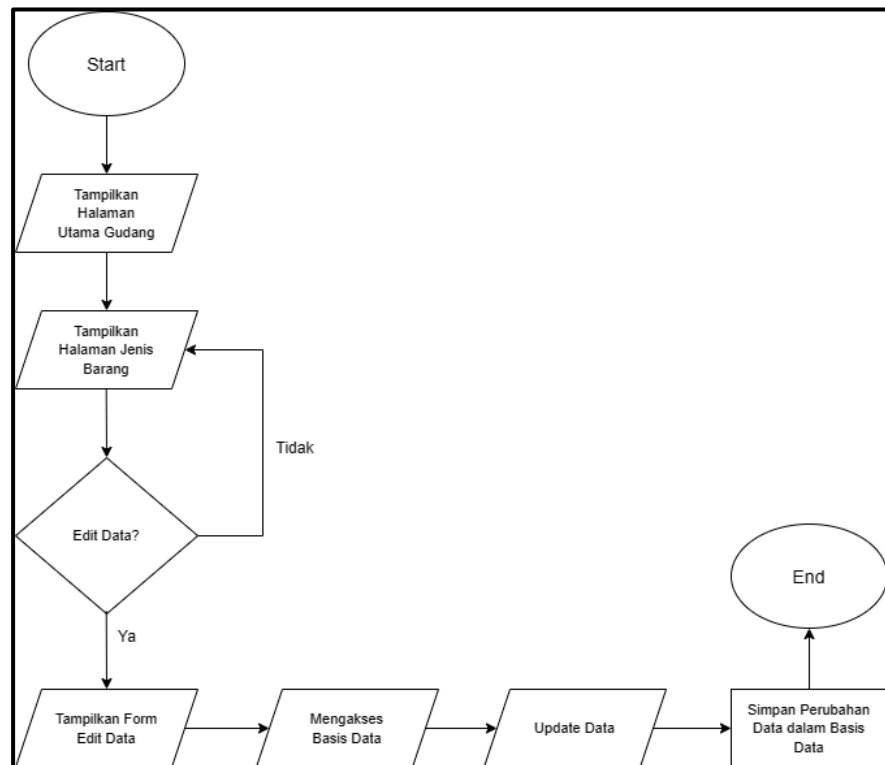 Start
Tampilkan
Halaman
Utama Gudang
Tampilkan
Halaman Jenis
Barang
Tidak
Edit Data?
Ya
End
Tampilkan Form
Edit Data
Mengakses
Basis Data
Update Data
Simpan Perubahan
Data dalam Basis
Data